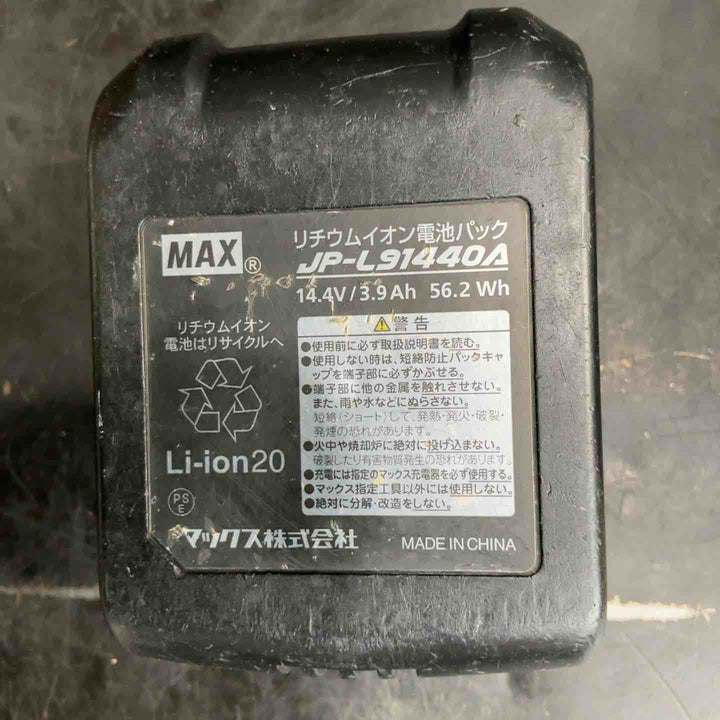 MAX®
リチウムイオン電池パック
JP-L91440A
14.4V/3.9Ah 56.2Wh
リチウムイオン
電池はリサイクルへ
Li-ion20
PS
E
⚠警告
●使用前に必ず取扱説明書を読む。
●使用しない時は、短絡防止パックキャ
ップを端子部に必ずかぶせる。
●端子部に他の金属を触れさせない。
また、雨や水などにぬらさない。
短絡(ショート)して、発熱・発火・破裂・
発煙の恐れがあります。
●火中や焼却炉に絶対に投げ込まない。
破裂したり有害物質発生の恐れがあります。
●充電には指定のマックス充電器を必ず使用する。
●マックス指定工具以外には使用しない。
●絶対に分解・改造をしない。
マックス株式会社
MADE IN CHINA